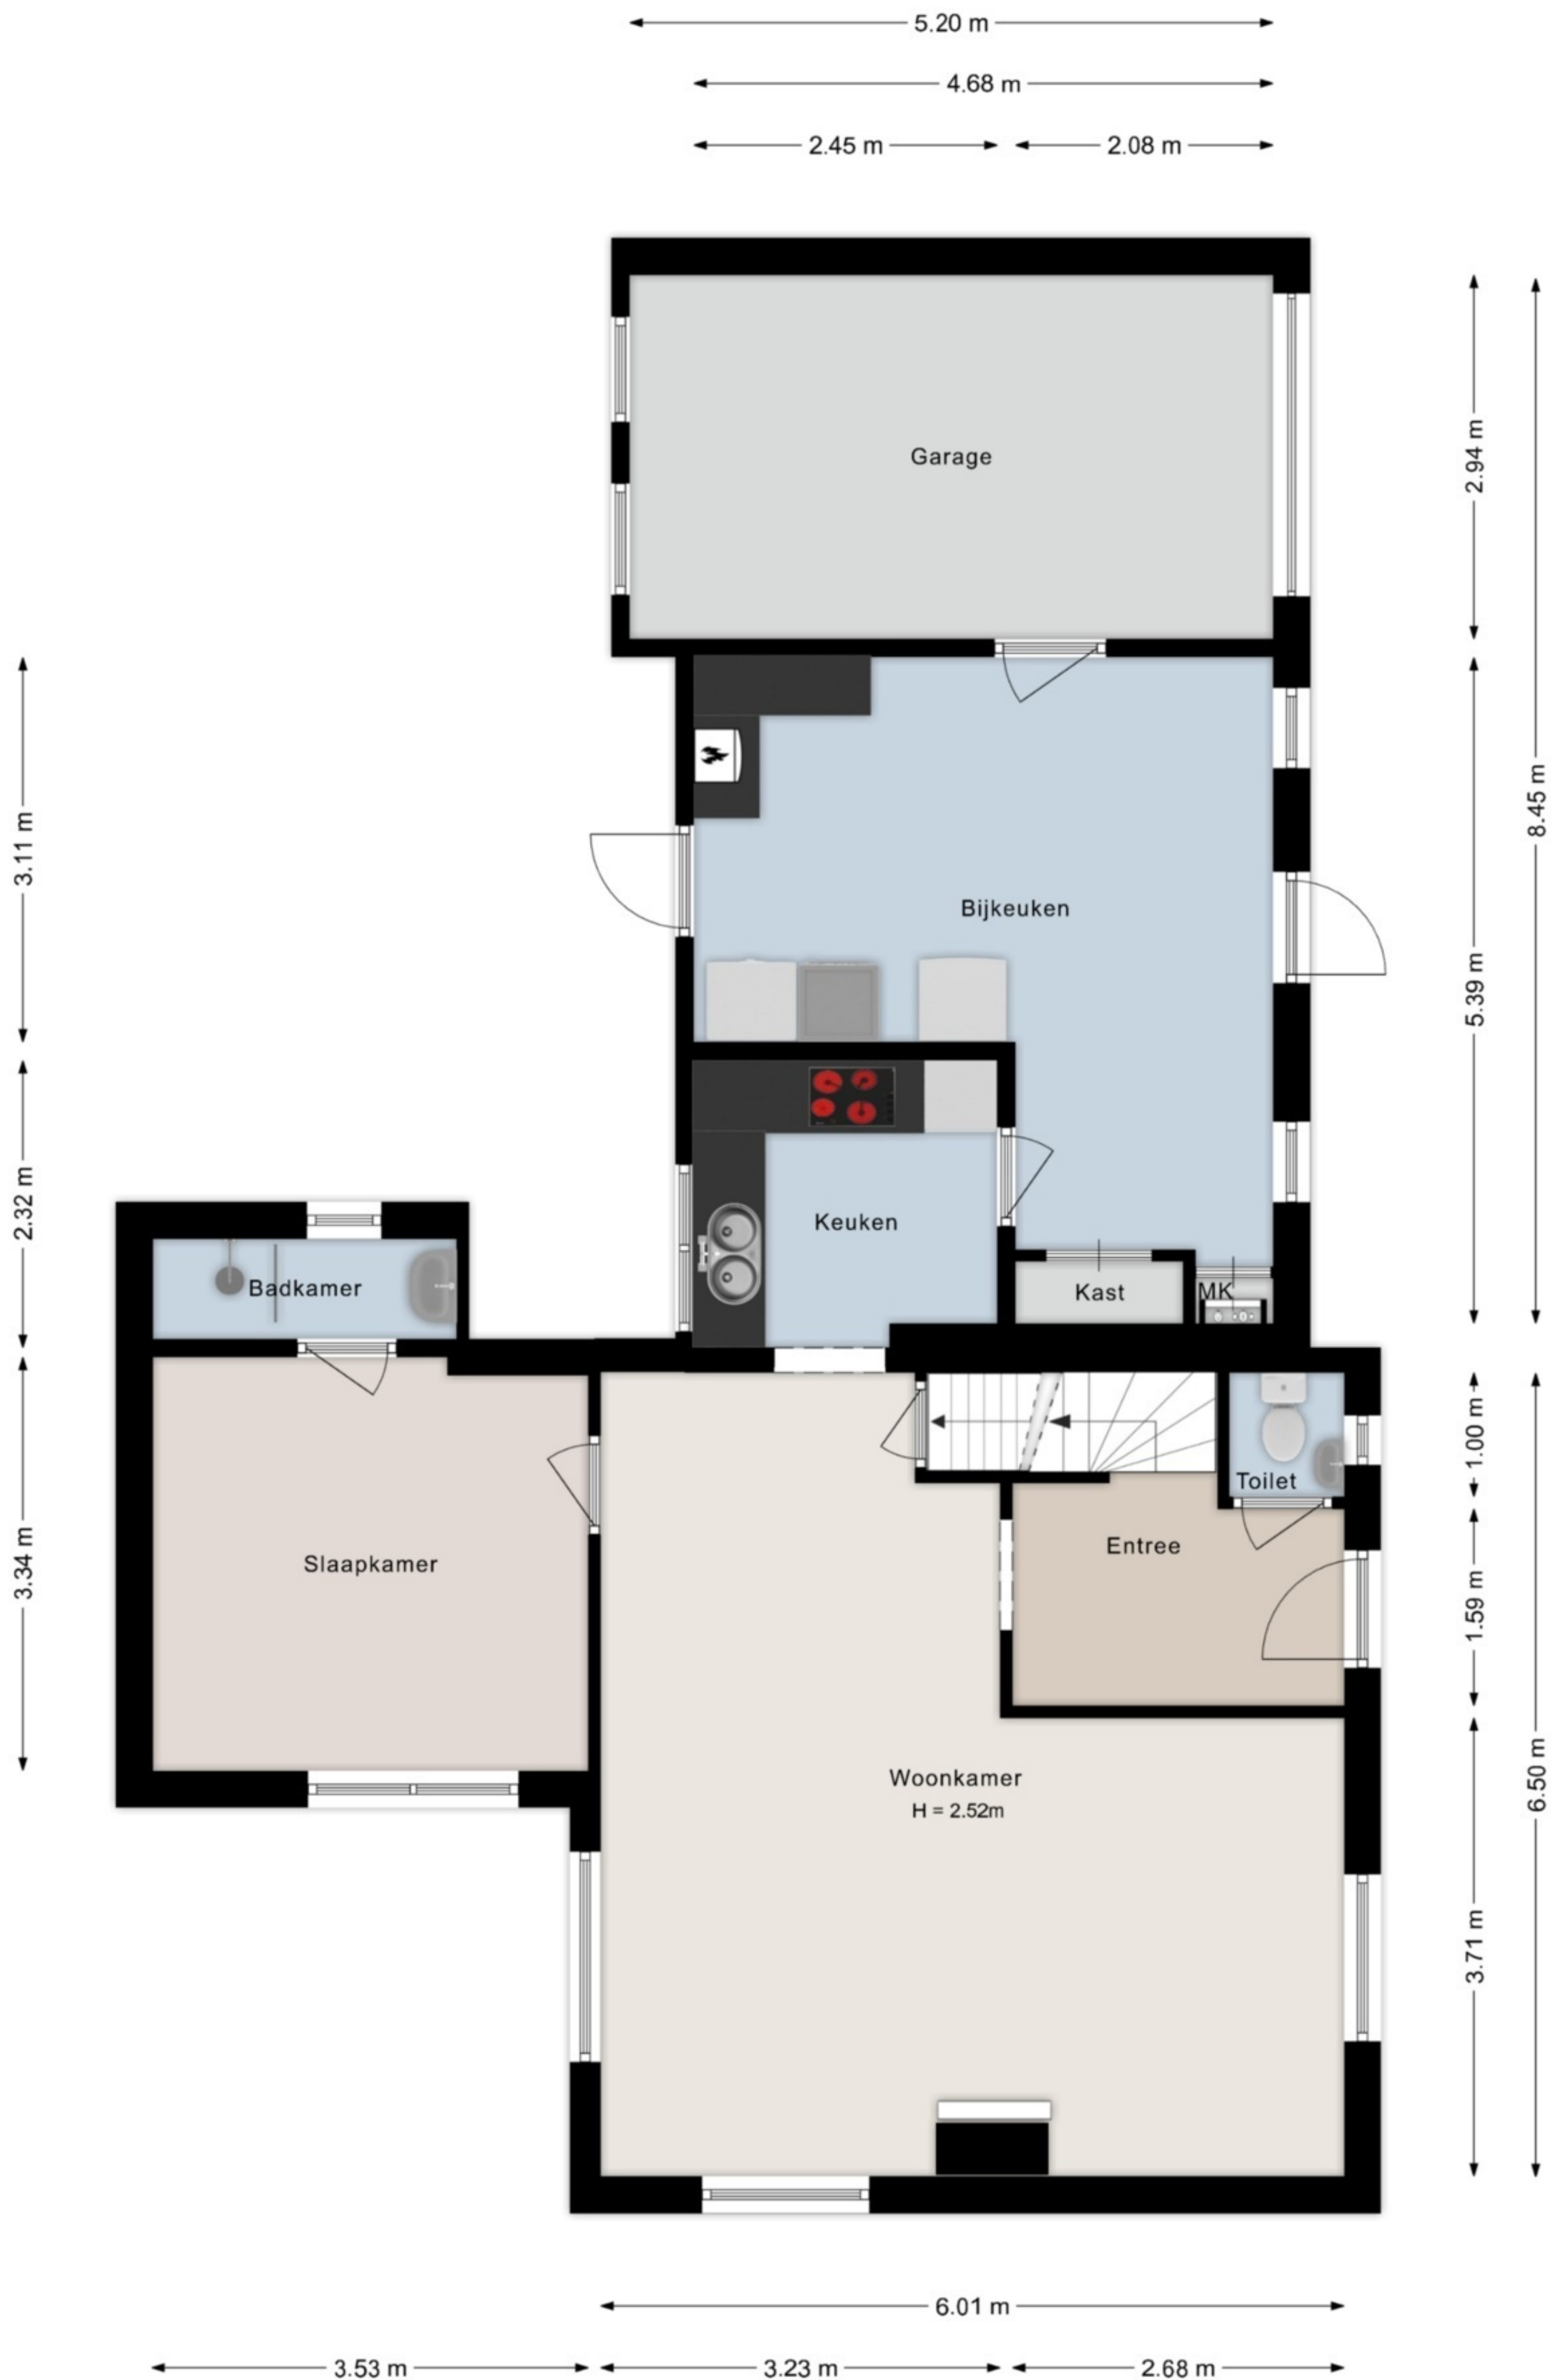 5.20 m
4.68 m
2.45 m
2.08 m
Garage
2.94 m
8.45 m
3.11 m
Bijkeuken
5.39 m
2.32 m
Keuken
Badkamer
Kast
MK
1.00 m
Toilet
Entree
Slaapkamer
3.34 m
1.59 m
Woonkamer
H = 2.52m
6.50 m
3.71 m
6.01 m
3.53 m
3.23 m
2.68 m